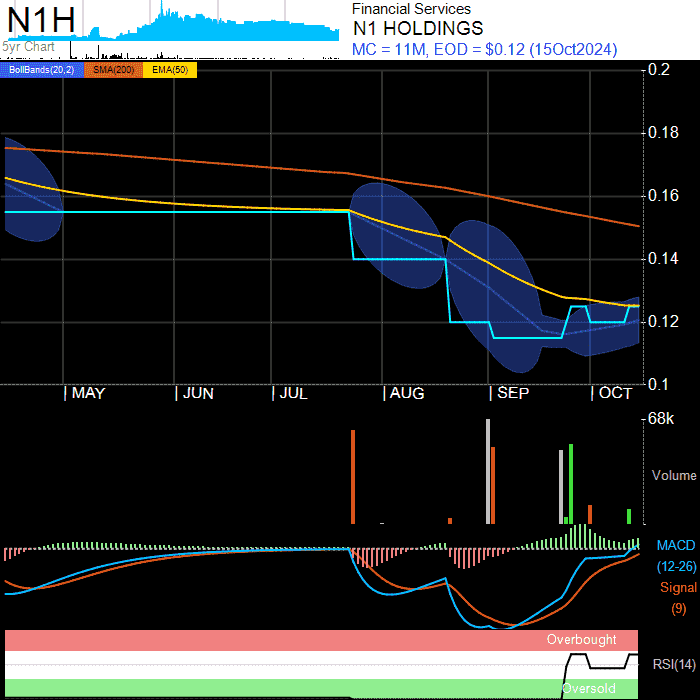 N1H
5yr Chart
Financial Services
N1 HOLDINGS
MC = 11M, EOD = $0.12 (15Oct2024)
BollBands(20,2) SMA(200) EMA(50)
0.2
0.18
0.16
0.14
0.12
0.1
MAY JUN JUL AUG SEP OCT
68k
Volume
MACD
(12-26)
Signal
(9)
Overbought
RSI(14)
Oversold